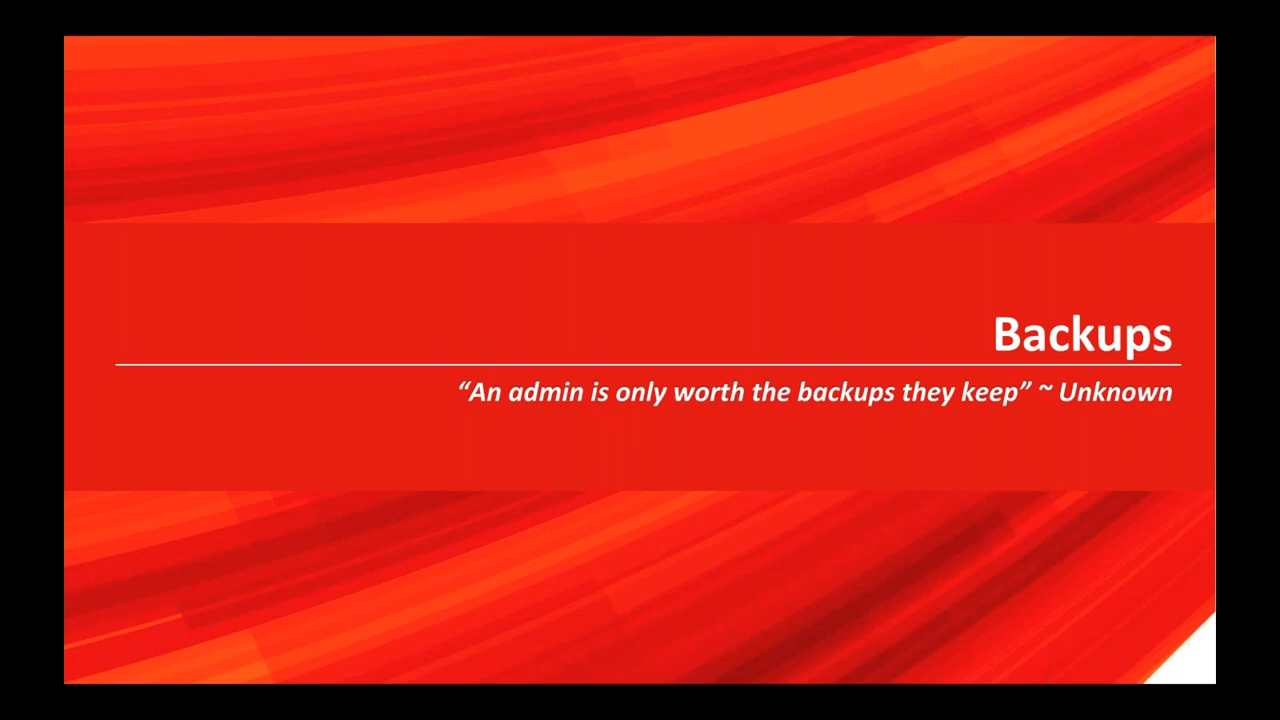 Backups
“An admin is only worth the backups they keep” ~ Unknown